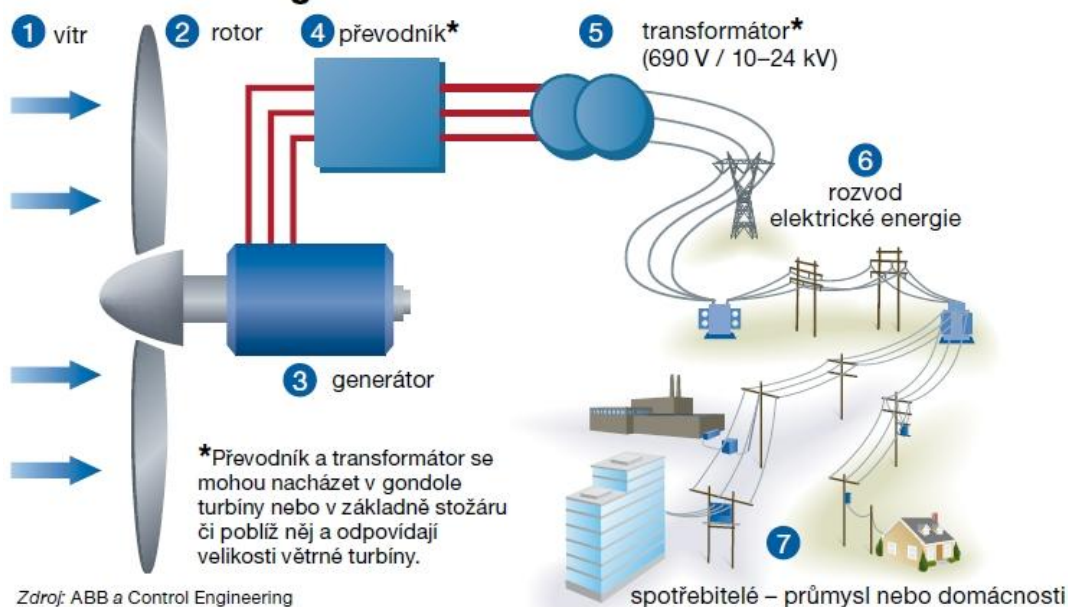 1 vítr
2 rotor
4 převodník*
5 transformátor*
(690 V / 10–24 kV)
6
rozvod
elektrické energie
3 generátor
*Převodník a transformátor se
mohou nacházet v gondole
turbíny nebo v základně stožáru
či poblíž něj a odpovídají
velikosti větrné turbíny.
7
spotřebitelé – průmysl nebo domácnosti
Zdroj: ABB a Control Engineering